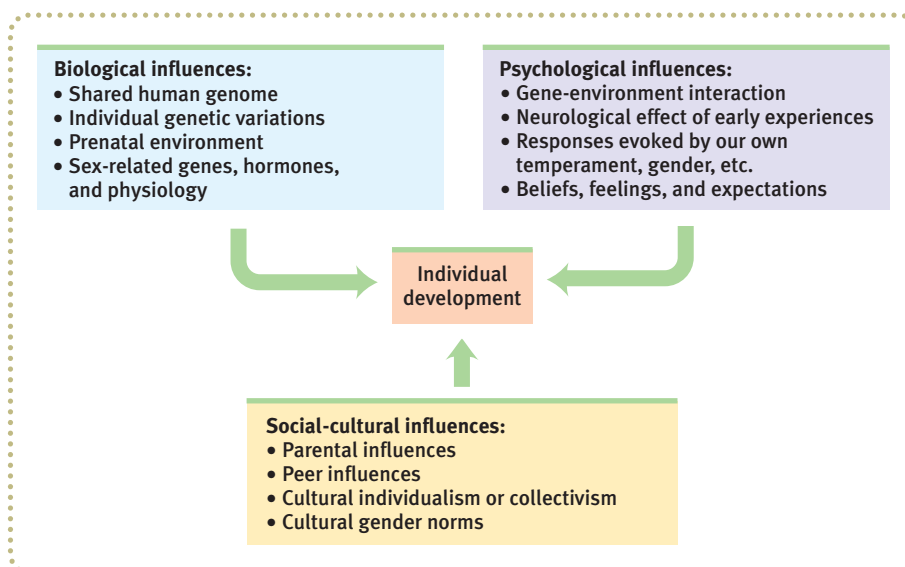 Biological influences:
• Shared human genome
• Individual genetic variations
• Prenatal environment
• Sex-related genes, hormones,
and physiology
Psychological influences:
• Gene-environment interaction
• Neurological effect of early experiences
• Responses evoked by our own
temperament, gender, etc.
• Beliefs, feelings, and expectations
Individual
development
Social-cultural influences:
• Parental influences
• Peer influences
• Cultural individualism or collectivism
• Cultural gender norms